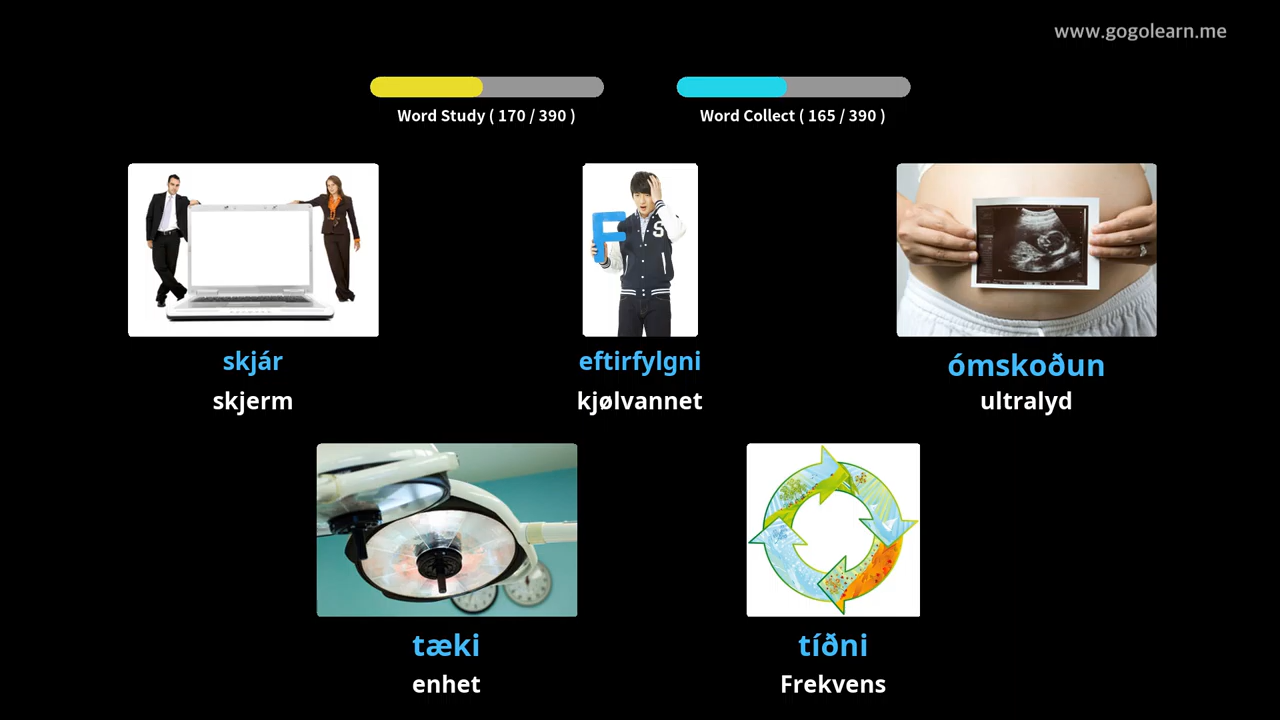 www.gogolearn.me
Word Study ( 170 / 390 )
Word Collect ( 165 / 390 )
F
S
skjár
eftirfylgni
ómskoðun
skjerm
kjølvannet
ultralyd
tæki
tíðni
enhet
Frekvens